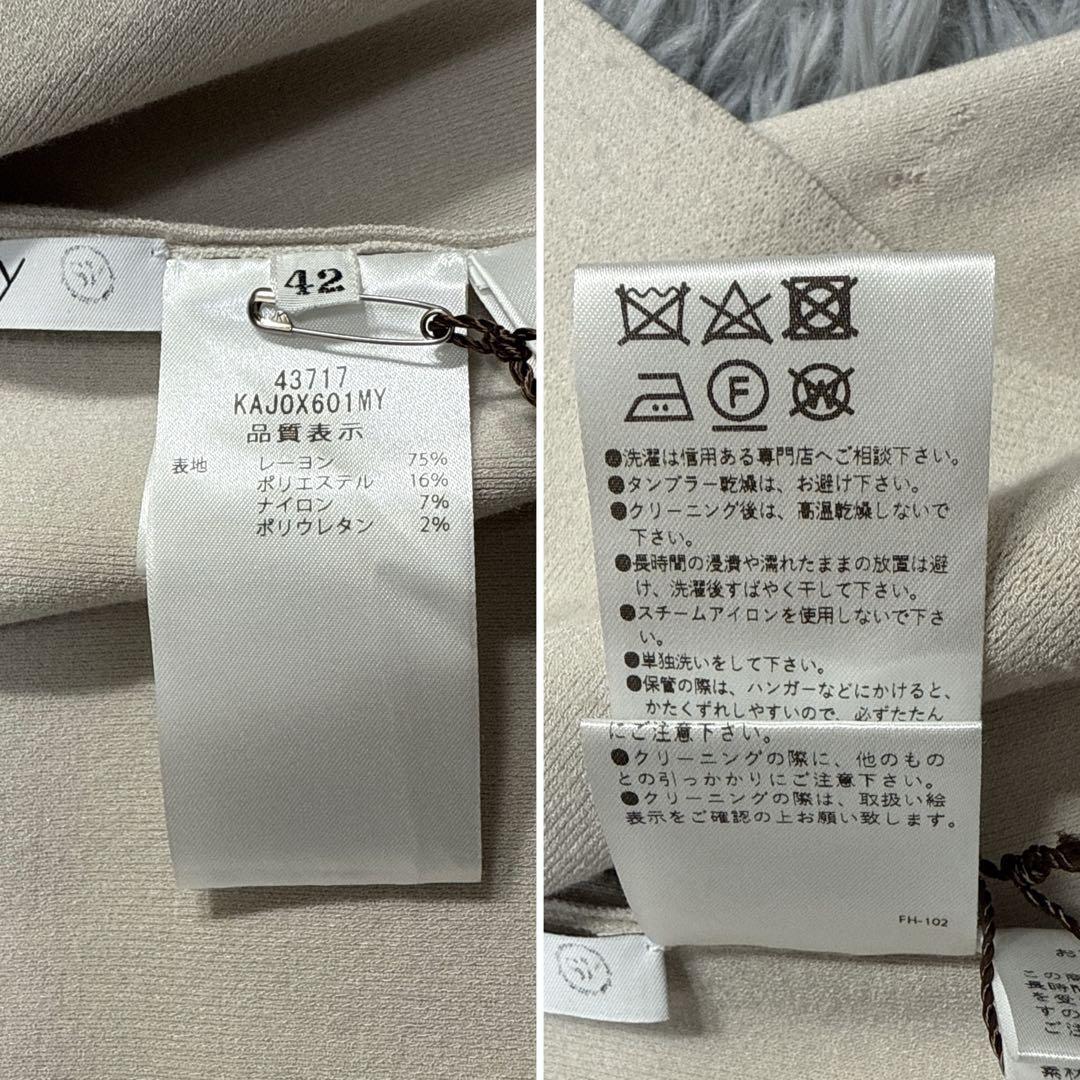 y
42
43717
KAJOX601MY
品質表示
表地 レーヨン 75%
ポリエステル 16%
ナイロン 7%
ポリウレタン 2%
F
W
●洗濯は信用ある専門店へご相談下さい。
●タンブラー乾燥は、お避け下さい。
●クリーニング後は、高温乾燥しないで
下さい。
●長時間の浸漬や濡れたままの放置は避
け、洗濯後すばやく干して下さい。
●スチームアイロンを使用しないで下さ
い。
●単独洗いをして下さい。
●保管の際は、ハンガーなどにかけると、
かたくずれしやすいので、必ずたたん
にご注意下さい。
●クリーニングの際に、他のもの
との引っかかりにご注意下さい。
●クリーニングの際は、取扱い絵
表示をご確認の上お願い致します。
FH-102